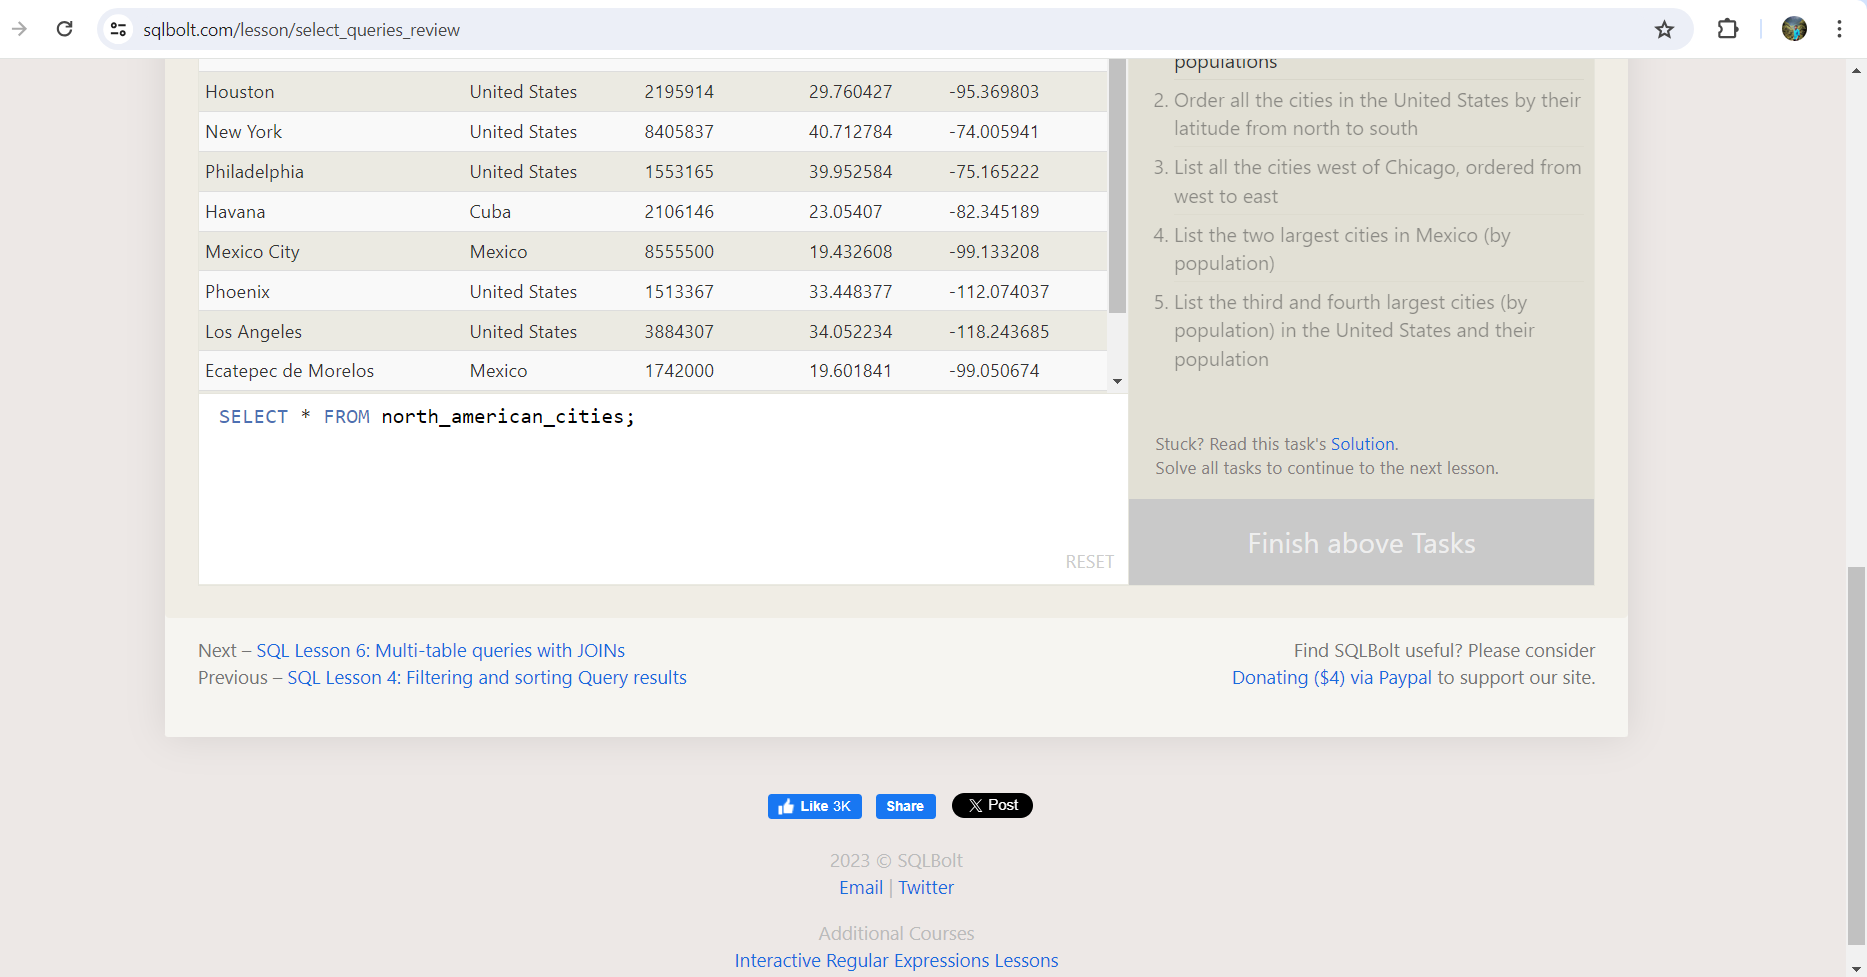 sqlbolt.com/lesson/select_queries_review
Houston United States 2195914 29.760427 -95.369803
New York United States 8405837 40.712784 -74.005941
Philadelphia United States 1553165 39.952584 -75.165222
Havana Cuba 2106146 23.05407 -82.345189
Mexico City Mexico 8555500 19.432608 -99.133208
Phoenix United States 1513367 33.448377 -112.074037
Los Angeles United States 3884307 34.052234 -118.243685
Ecatepec de Morelos Mexico 1742000 19.601841 -99.050674
SELECT * FROM north_american_cities;
RESET
populations
2. Order all the cities in the United States by their
latitude from north to south
3. List all the cities west of Chicago, ordered from
west to east
4. List the two largest cities in Mexico (by
population)
5. List the third and fourth largest cities (by
population) in the United States and their
population
Stuck? Read this task's Solution.
Solve all tasks to continue to the next lesson.
Finish above Tasks
Next – SQL Lesson 6: Multi-table queries with JOINs
Previous – SQL Lesson 4: Filtering and sorting Query results
Find SQLBolt useful? Please consider
Donating ($4) via Paypal to support our site.
Like 3K Share X Post
2023 © SQLBolt
Email | Twitter
Additional Courses
Interactive Regular Expressions Lessons